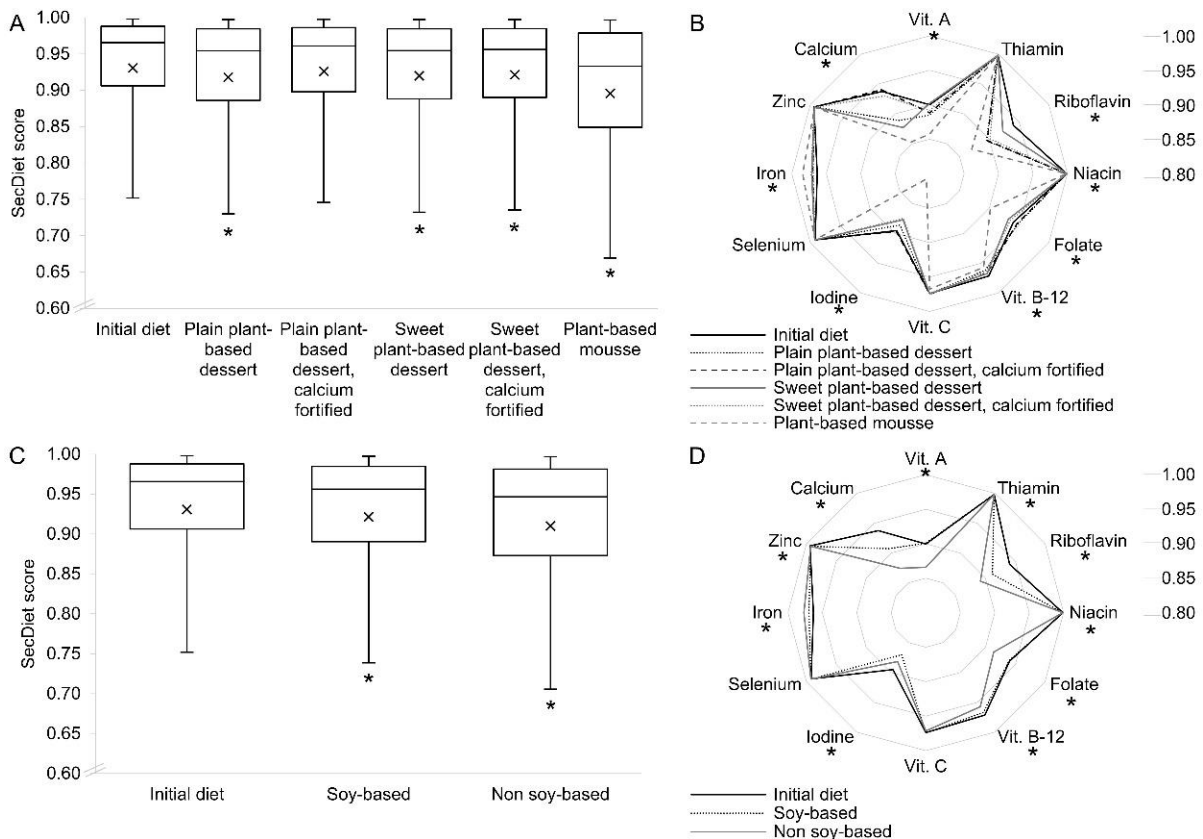 A
SecDiet score
1.00
0.95
0.90
0.85
0.80
0.75
0.70
0.65
0.60
*
*
*
*
Initial diet
Plain plant-
based
dessert
Plain plant-
based
dessert,
calcium
fortified
Sweet
plant-based
dessert
Sweet
plant-based
dessert,
calcium
fortified
Plant-based
mousse
B
Vit. A
*
Thiamin
Riboflavin
*
Niacin
*
Folate
*
Vit. B-12
*
Vit. C
Iodine
*
Selenium
Iron
*
Zinc
Calcium
*
1.00
0.95
0.90
0.85
0.80
Initial diet
Plain plant-based dessert
Plain plant-based dessert, calcium fortified
Sweet plant-based dessert
Sweet plant-based dessert, calcium fortified
Plant-based mousse
C
SecDiet score
1.00
0.95
0.90
0.85
0.80
0.75
0.70
0.65
0.60
*
*
Initial diet
Soy-based
Non soy-based
D
Vit. A
*
Thiamin
*
Riboflavin
*
Niacin
*
Folate
*
Vit. B-12
*
Vit. C
Iodine
*
Selenium
Iron
*
Zinc
*
Calcium
*
1.00
0.95
0.90
0.85
0.80
Initial diet
Soy-based
Non soy-based